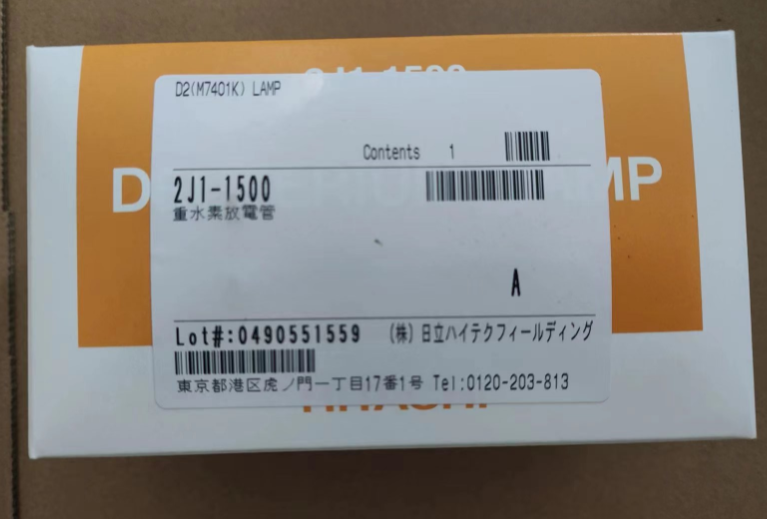 2J1-1500
D2(M7401K) LAMP
Contents 1
2J1-1500
重水素放電管
A
Lot#:0490551559 (株)日立ハイテクフィールディング
東京都港区虎ノ門一丁目17番1号 Tel:0120-203-813